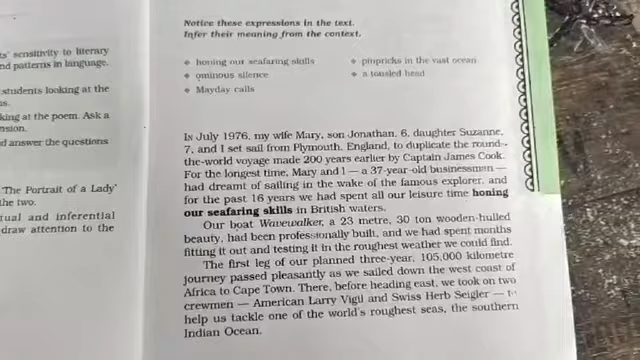 s' sensitivity to literary
nd patterns in language.
students looking at the
s.
king at the poem. Ask a
nsion.
d answer the questions
The Portrait of a Lady'
the two.
tual and inferential
draw attention to the
Notice these expressions in the text.
Infer their meaning from the context.
honing our seafaring skills
pinpricks in the vast ocean
ominous silence
a tousled head
Mayday calls
IN July 1976, my wife Mary, son Jonathan, 6, daughter Suzanne,
7, and I set sail from Plymouth, England, to duplicate the round-
the-world voyage made 200 years earlier by Captain James Cook.
For the longest time, Mary and I — a 37-year-old businessman —
had dreamt of sailing in the wake of the famous explorer, and
for the past 16 years we had spent all our leisure time honing
our seafaring skills in British waters.
Our boat Wavewalker, a 23 metre, 30 ton wooden-hulled
beauty, had been professionally built, and we had spent months
fitting it out and testing it in the roughest weather we could find.
The first leg of our planned three-year, 105,000 kilometre
journey passed pleasantly as we sailed down the west coast of
Africa to Cape Town. There, before heading east, we took on two
crewmen — American Larry Vigil and Swiss Herb Seigler — to
help us tackle one of the world's roughest seas, the southern
Indian Ocean.